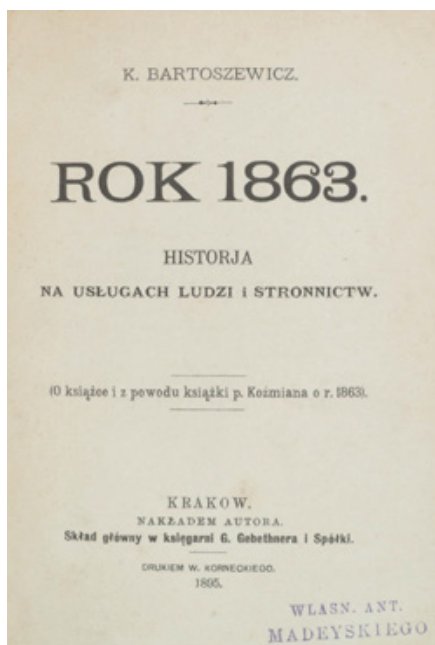 K. BARTOSZEWICZ.
ROK 1863.
HISTORJA
NA USŁUGACH LUDZI i STRONNICTW.
(O książce i z powodu książki p. Koźmiana o r. 1863).
KRAKOW.
NAKŁADEM AUTORA.
Skład główny w księgarni G. Gebethnera i Spółki.
DRUKIEM W. KORNECKIEGO.
1895.
WLASN. ANT.
MADEYSKIEGO